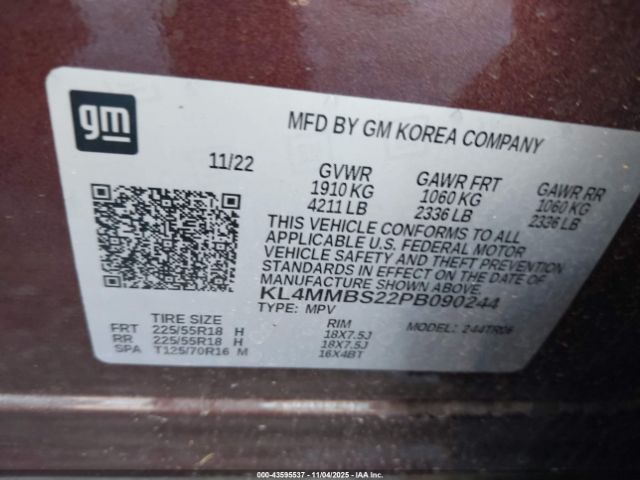 gm
MFD BY GM KOREA COMPANY
11/22
GVWR GAWR FRT GAWR RR
1910 KG 1060 KG 1060 KG
4211 LB 2336 LB 2336 LB
THIS VEHICLE CONFORMS TO ALL
APPLICABLE U.S. FEDERAL MOTOR
VEHICLE SAFETY AND THEFT PREVENTION
STANDARDS IN EFFECT ON THE DATE OF
MANUFACTURE SHOWN ABOVE.
KL4MMBS22PB090244
TYPE: MPV
MODEL: 244TR06
TIRE SIZE RIM
FRT 225/55R18 H 18X7.5J
RR 225/55R18 H 18X7.5J
SPA T125/70R16 M 16X4BT
000-43595537 - 11/04/2025 - IAA Inc.